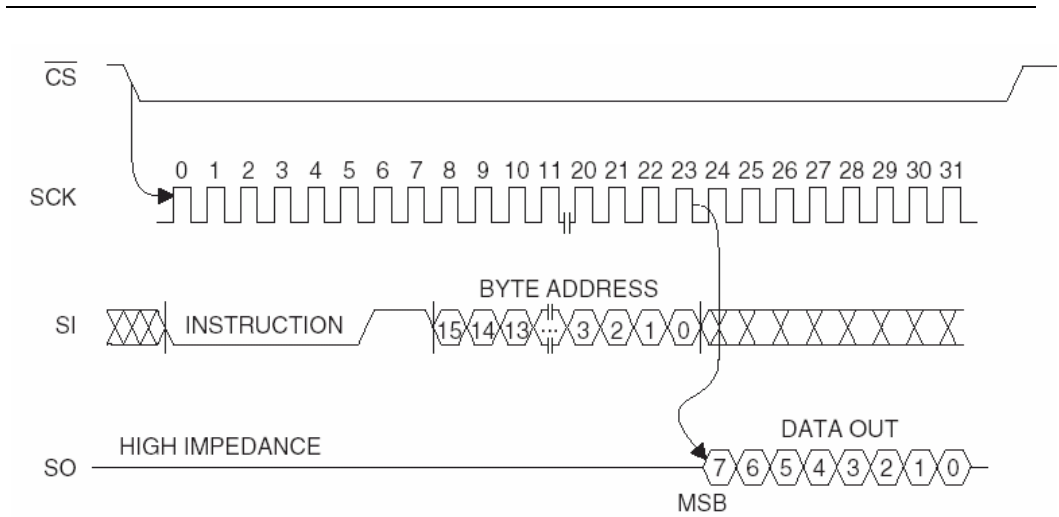 CS
0 1 2 3 4 5 6 7 8 9 10 11 20 21 22 23 24 25 26 27 28 29 30 31
SCK
BYTE ADDRESS
SI
INSTRUCTION
15 14 13 ... 3 2 1 0
DATA OUT
HIGH IMPEDANCE
SO
7 6 5 4 3 2 1 0
MSB